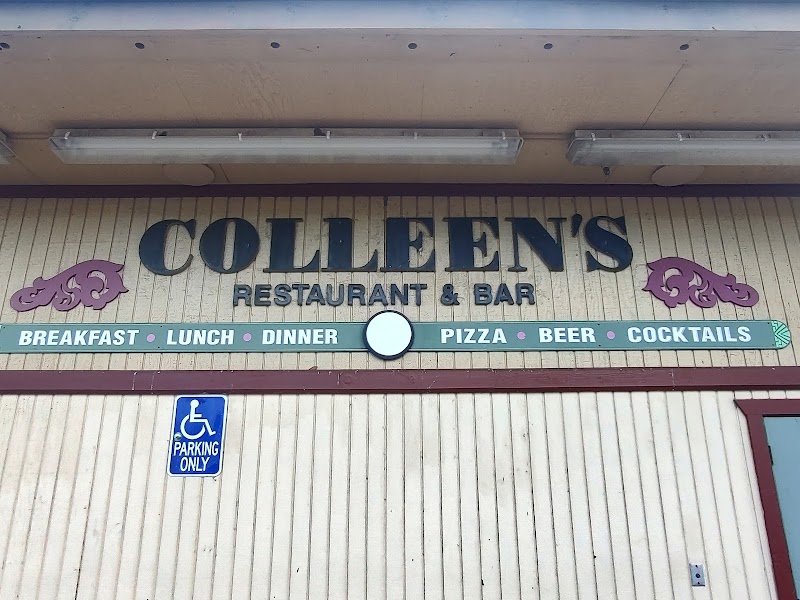 COLLEEN'S
RESTAURANT & BAR
BREAKFAST • LUNCH • DINNER PIZZA • BEER • COCKTAILS
PARKING
ONLY